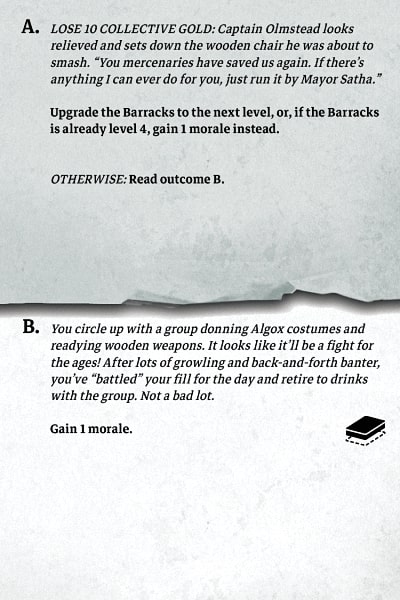 A. LOSE 10 COLLECTIVE GOLD: Captain Olmstead looks
relieved and sets down the wooden chair he was about to
smash. “You mercenaries have saved us again. If there’s
anything I can ever do for you, just run it by Mayor Satha.”
Upgrade the Barracks to the next level, or, if the Barracks
is already level 4, gain 1 morale instead.
OTHERWISE: Read outcome B.
B. You circle up with a group donning Algox costumes and
readying wooden weapons. It looks like it’ll be a fight for
the ages! After lots of growling and back-and-forth banter,
you’ve “battled” your fill for the day and retire to drinks
with the group. Not a bad lot.
Gain 1 morale.